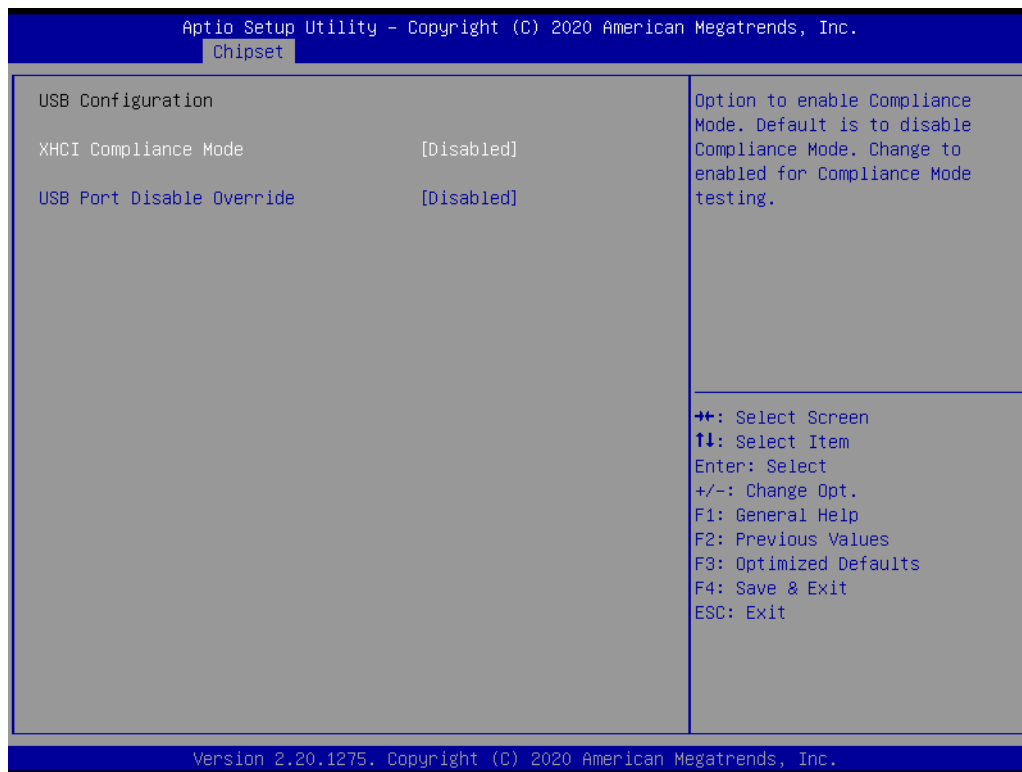 Aptio Setup Utility – Copyright (C) 2020 American Megatrends, Inc.
Chipset
USB Configuration
XHCI Compliance Mode [Disabled]
USB Port Disable Override [Disabled]
Option to enable Compliance
Mode. Default is to disable
Compliance Mode. Change to
enabled for Compliance Mode
testing.
→←: Select Screen
↑↓: Select Item
Enter: Select
+/-: Change Opt.
F1: General Help
F2: Previous Values
F3: Optimized Defaults
F4: Save & Exit
ESC: Exit
Version 2.20.1275. Copyright (C) 2020 American Megatrends, Inc.